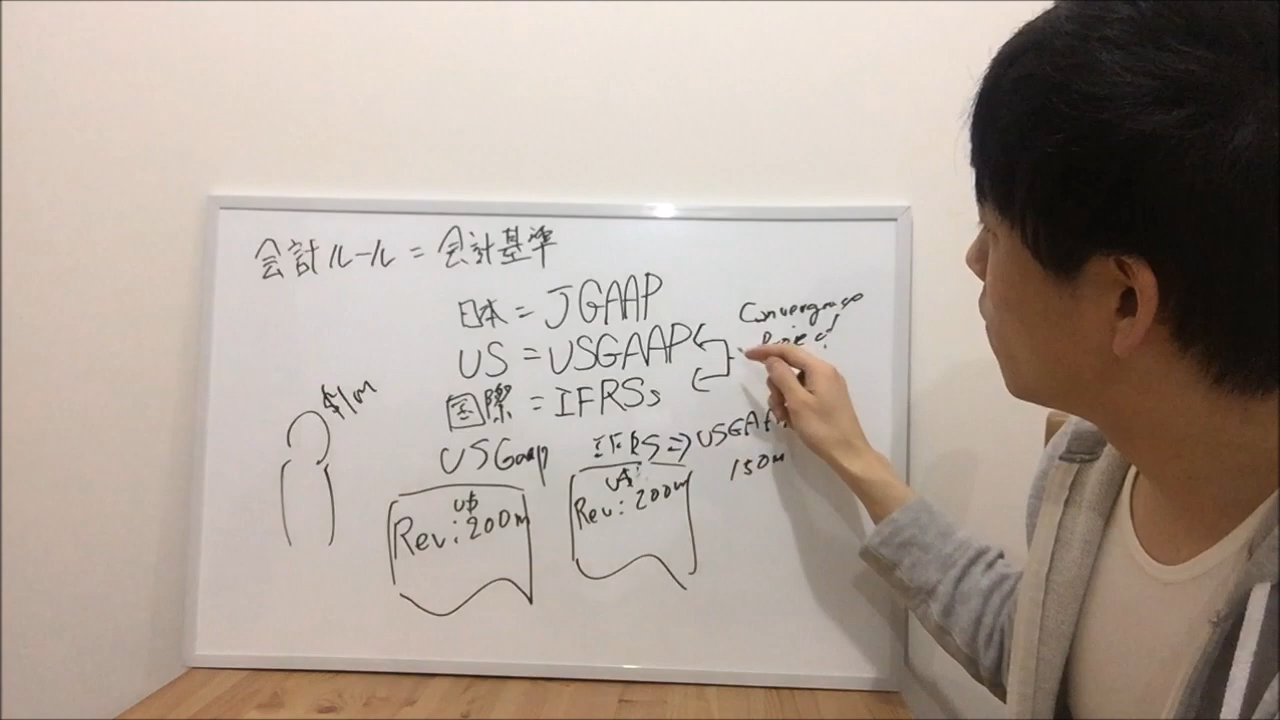 会計ルール = 会計基準
日本 = JGAAP
US = USGAAP
Convergence
国際 = IFRSs
$1m
USGaap
IFRS => USGAA
150m
U$
Rev: 200m
U$
Rev: 200m